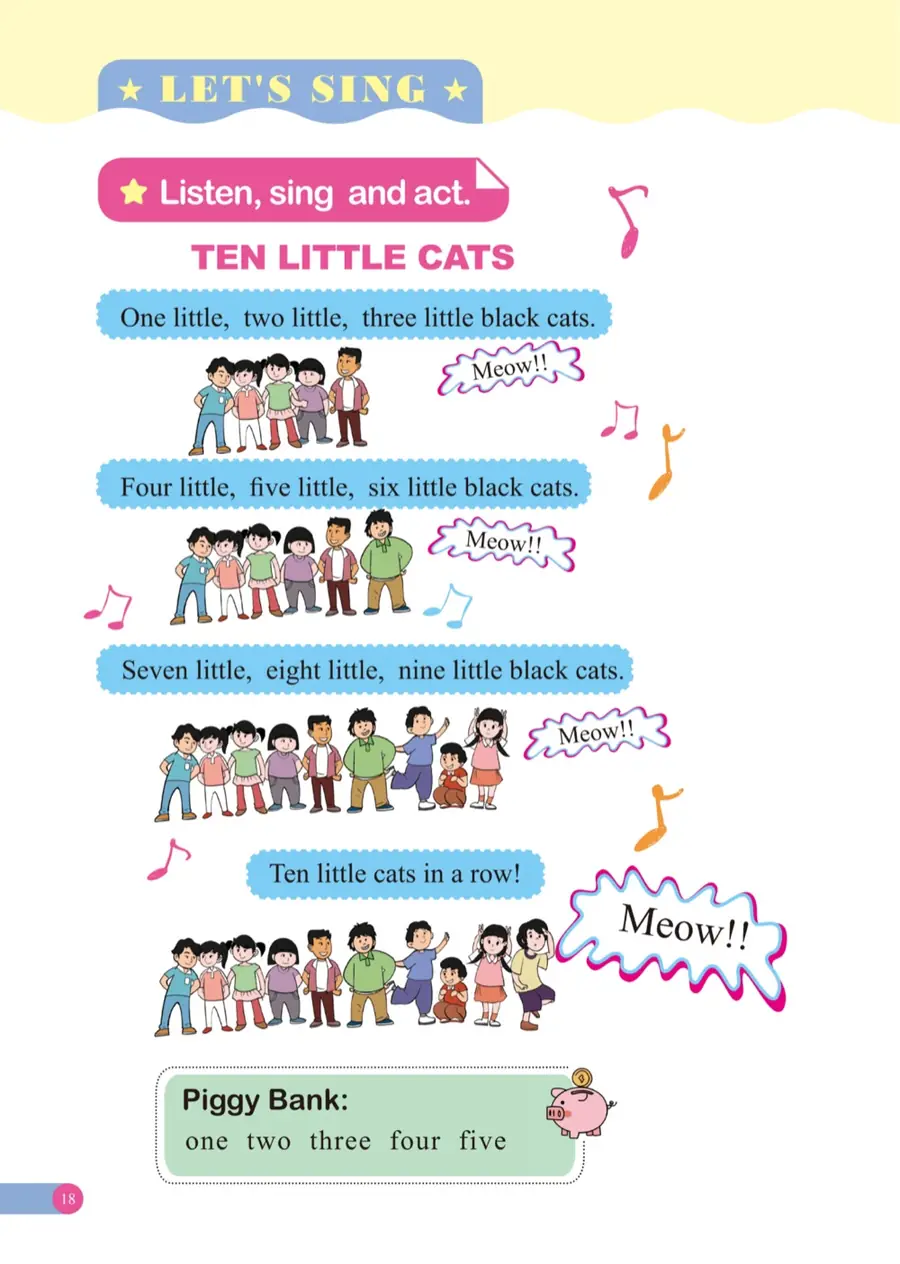 ★ LET'S SING ★
Listen, sing and act.
TEN LITTLE CATS
One little, two little, three little black cats.
Meow!!
Four little, five little, six little black cats.
Meow!!
Seven little, eight little, nine little black cats.
Meow!!
Ten little cats in a row!
Meow!!
Piggy Bank:
one two three four five
18